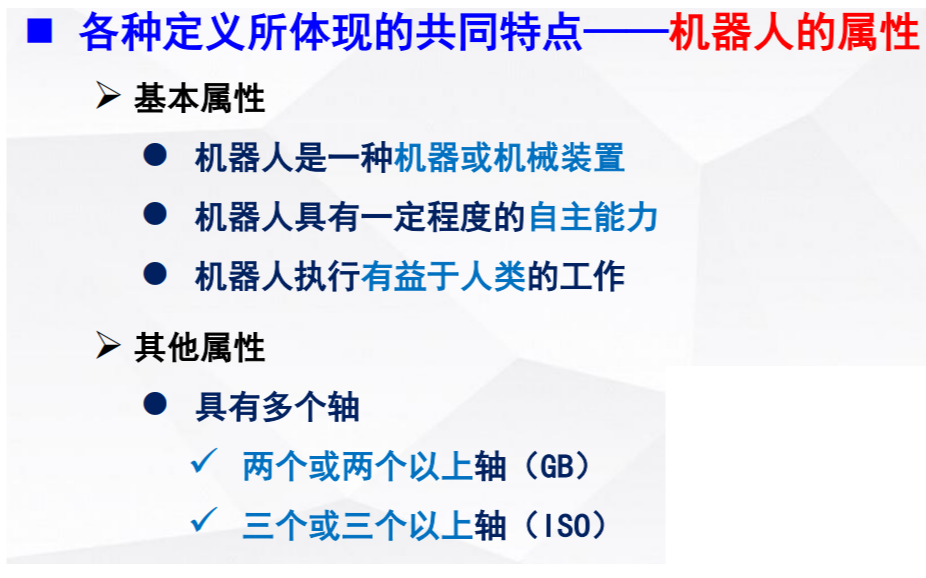 ■ 各种定义所体现的共同特点——机器人的属性
➢ 基本属性
● 机器人是一种机器或机械装置
● 机器人具有一定程度的自主能力
● 机器人执行有益于人类的工作
➢ 其他属性
● 具有多个轴
✓ 两个或两个以上轴（GB）
✓ 三个或三个以上轴（ISO）